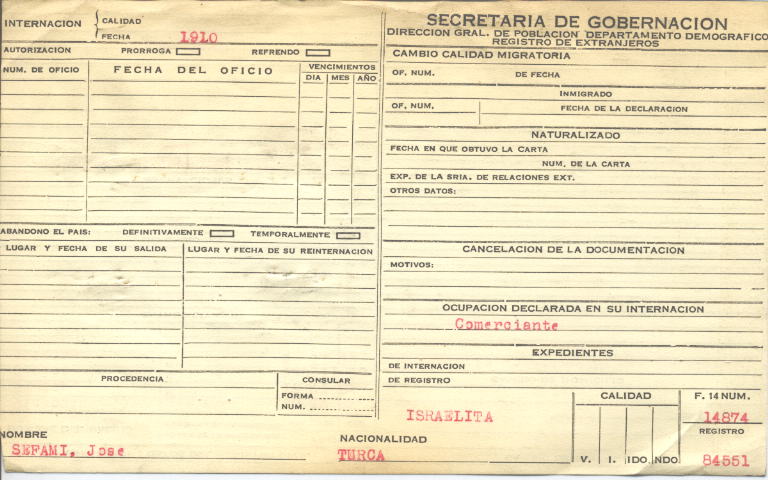 INTERNACION { CALIDAD
FECHA 1910
AUTORIZACION PRORROGA REFRENDO
NUM. DE OFICIO FECHA DEL OFICIO VENCIMIENTOS
DIA MES AÑO
ABANDONO EL PAIS: DEFINITIVAMENTE TEMPORALMENTE
LUGAR Y FECHA DE SU SALIDA LUGAR Y FECHA DE SU REINTERNACION
PROCEDENCIA CONSULAR
FORMA
NUM.
NOMBRE
SEFAMI, Jose
SECRETARIA DE GOBERNACION
DIRECCION GRAL. DE POBLACION DEPARTAMENTO DEMOGRAFICO
REGISTRO DE EXTRANJEROS
CAMBIO CALIDAD MIGRATORIA
OF. NUM. DE FECHA
INMIGRADO
OF. NUM. FECHA DE LA DECLARACION
NATURALIZADO
FECHA EN QUE OBTUVO LA CARTA
NUM. DE LA CARTA
EXP. DE LA SRIA. DE RELACIONES EXT.
OTROS DATOS:
CANCELACION DE LA DOCUMENTACION
MOTIVOS:
OCUPACION DECLARADA EN SU INTERNACION
Comerciante
EXPEDIENTES
DE INTERNACION
DE REGISTRO
ISRAELITA
NACIONALIDAD
TURCA
CALIDAD
V. I. IDO. NDO.
F. 14 NUM.
14874
REGISTRO
84551